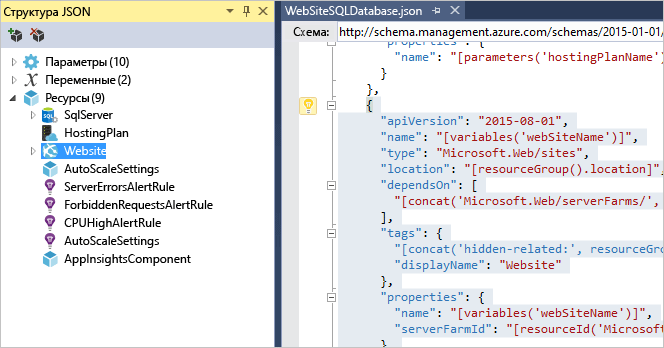 Структура JSON
Параметры (10)
Переменные (2)
Ресурсы (9)
SqlServer
HostingPlan
Website
AutoScaleSettings
ServerErrorsAlertRule
ForbiddenRequestsAlertRule
CPUHighAlertRule
AutoScaleSettings
AppInsightsComponent
WebSiteSQLDatabase.json
Схема: http://schema.management.azure.com/schemas/2015-01-01/
"properties": {
"name": "[parameters('hostingPlanName')
}
},
{
"apiVersion": "2015-08-01",
"name": "[variables('webSiteName')]",
"type": "Microsoft.Web/sites",
"location": "[resourceGroup().location]",
"dependsOn": [
"[concat('Microsoft.Web/serverFarms/',
],
"tags": {
"[concat('hidden-related:', resourceGro
"displayName": "Website"
},
"properties": {
"name": "[variables('webSiteName')]",
"serverFarmId": "[resourceId('Microsoft
}